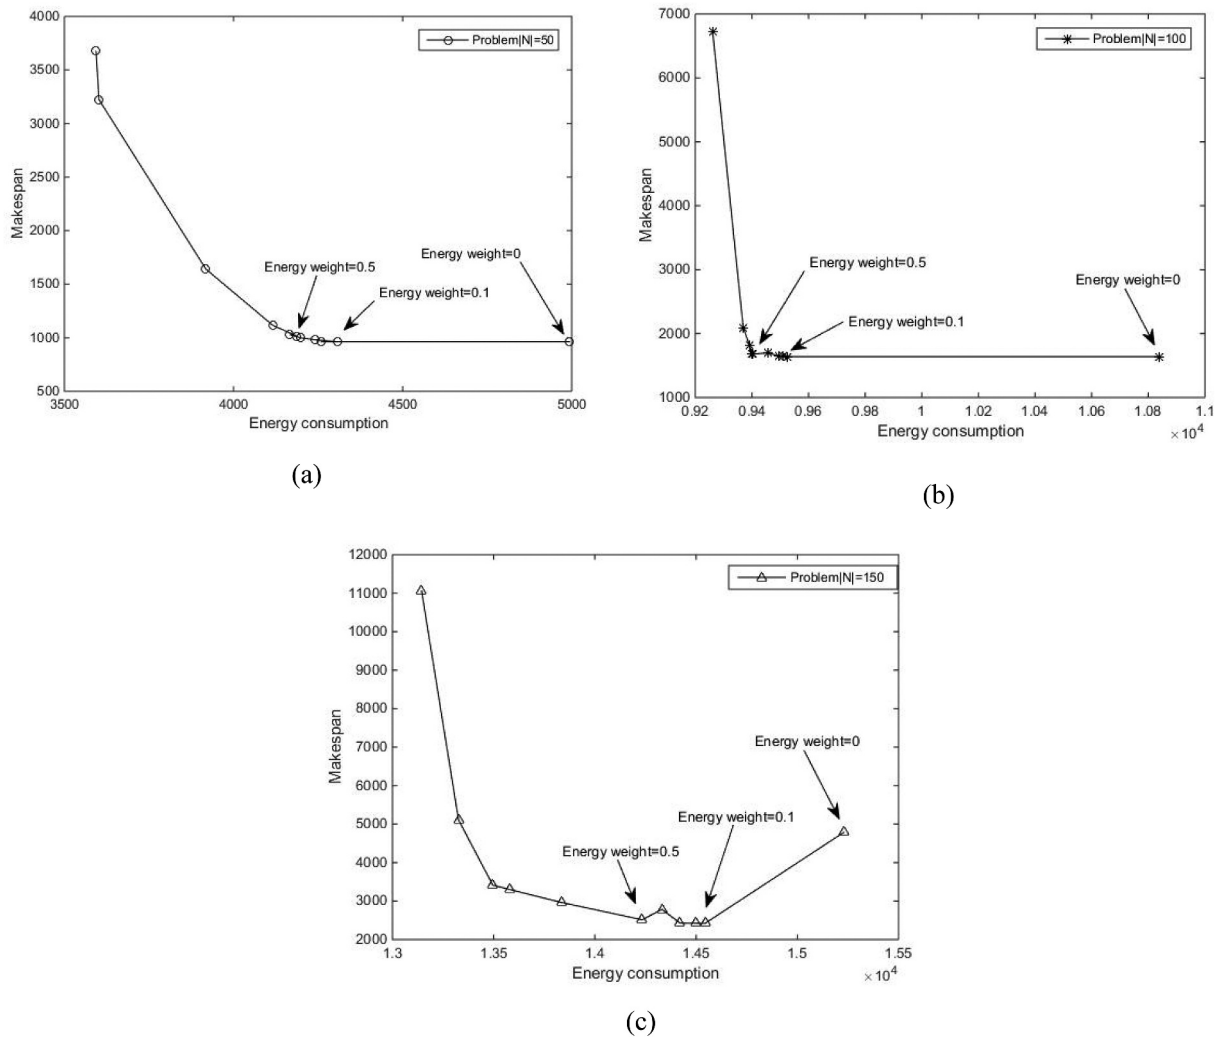 4000
3500
3000
2500
2000
1500
1000
500
3500
4000
4500
5000
Makespan
Energy consumption
Problem|N|=50
Energy weight=0.5
Energy weight=0
Energy weight=0.1
(a)
7000
6000
5000
4000
3000
2000
1000
0.92
0.94
0.96
0.98
1
1.02
1.04
1.06
1.08
1.1
×10⁴
Makespan
Energy consumption
Problem|N|=100
Energy weight=0.5
Energy weight=0
Energy weight=0.1
(b)
12000
11000
10000
9000
8000
7000
6000
5000
4000
3000
2000
1.3
1.35
1.4
1.45
1.5
1.55
×10⁴
Makespan
Energy consumption
Problem|N|=150
Energy weight=0
Energy weight=0.1
Energy weight=0.5
(c)